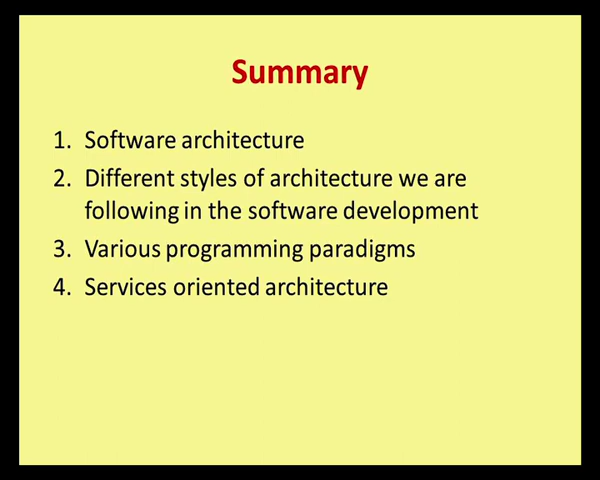 Summary
1. Software architecture
2. Different styles of architecture we are
following in the software development
3. Various programming paradigms
4. Services oriented architecture